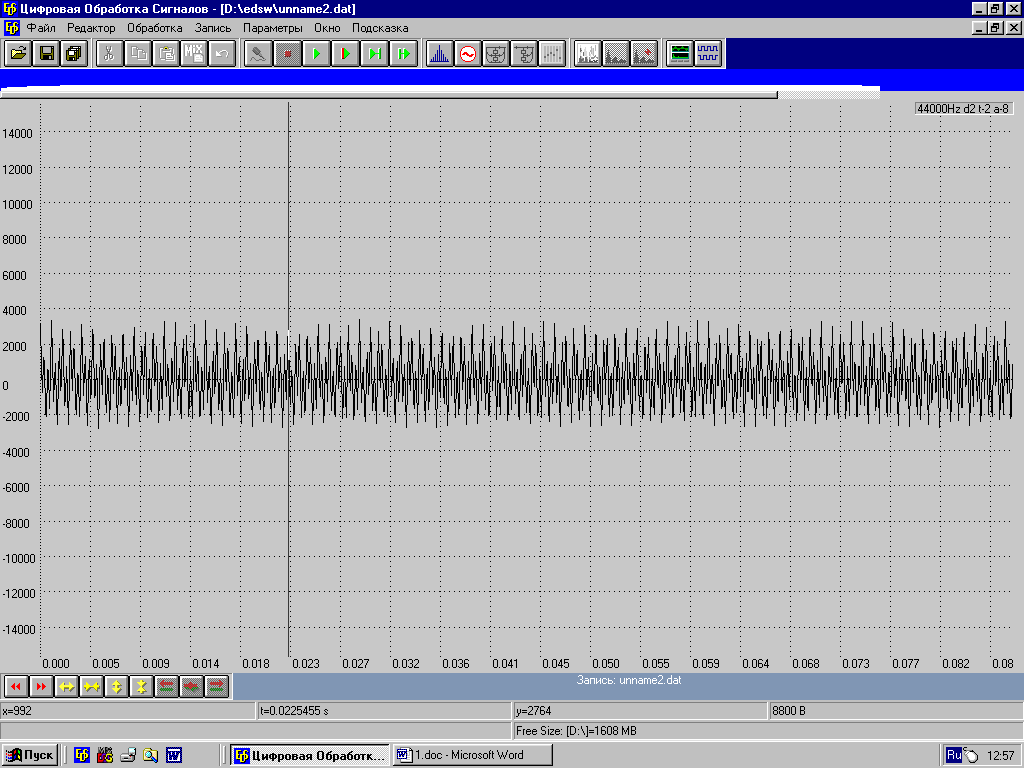 Цифровая Обработка Сигналов - [D:\edsw\unname2.dat]
Файл Редактор Обработка Запись Параметры Окно Подсказка
MiX
44000Hz d2 t-2 a-8
14000
12000
10000
8000
6000
4000
2000
0
-2000
-4000
-6000
-8000
-10000
-12000
-14000
0.000 0.005 0.009 0.014 0.018 0.023 0.027 0.032 0.036 0.041 0.045 0.050 0.055 0.059 0.064 0.068 0.073 0.077 0.082 0.08
Запись: unname2.dat
x=992 t=0.0225455 s y=2764 8800 B
Free Size: [D:\]=1608 MB
Пуск Цифровая Обработк... 1.doc - Microsoft Word Ru 12:57